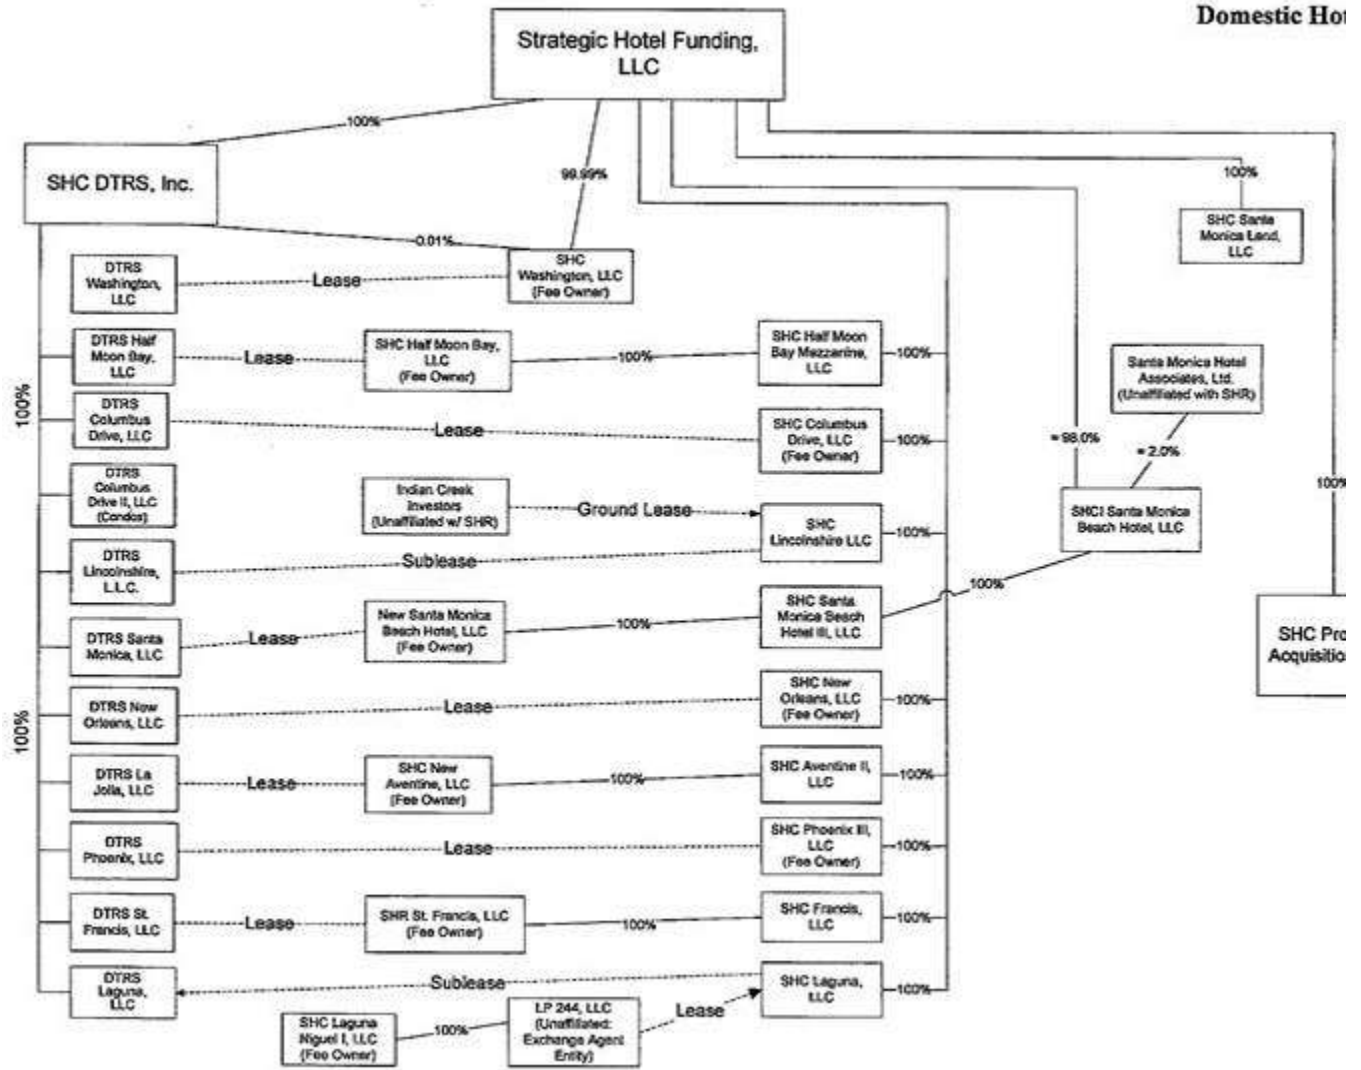 Domestic Hot
Strategic Hotel Funding,
LLC
100%
SHC DTRS, Inc.
99.99%
100%
SHC Santa
Monica Land,
LLC
0.01%
DTRS
Washington,
LLC
Lease
SHC
Washington, LLC
(Fee Owner)
DTRS Half
Moon Bay,
LLC
Lease
SHC Half Moon Bay,
LLC
(Fee Owner)
100%
SHC Half Moon
Bay Mezzanine,
LLC
100%
Santa Monica Hotel
Associates, Ltd.
(Unaffiliated with SHR)
100%
DTRS
Columbus
Drive, LLC
Lease
SHC Columbus
Drive, LLC
(Fee Owner)
100%
≈ 98.0%
≈ 2.0%
100%
DTRS
Columbus
Drive II, LLC
(Condos)
Indian Creek
Investors
(Unaffiliated w/ SHR)
Ground Lease
SHC
Lincolnshire LLC
100%
SHCI Santa Monica
Beach Hotel, LLC
DTRS
Lincolnshire,
L.L.C.
Sublease
100%
DTRS Santa
Monica, LLC
Lease
New Santa Monica
Beach Hotel, LLC
(Fee Owner)
100%
SHC Santa
Monica Beach
Hotel III, LLC
SHC Pro
Acquisitio
DTRS New
Orleans, LLC
Lease
SHC New
Orleans, LLC
(Fee Owner)
100%
100%
DTRS La
Jolla, LLC
Lease
SHC New
Aventine, LLC
(Fee Owner)
100%
SHC Aventine II,
LLC
100%
DTRS
Phoenix, LLC
Lease
SHC Phoenix III,
LLC
(Fee Owner)
100%
DTRS St.
Francis, LLC
Lease
SHR St. Francis, LLC
(Fee Owner)
100%
SHC Francis,
LLC
100%
DTRS
Laguna,
LLC
Sublease
SHC Laguna,
LLC
100%
SHC Laguna
Niguel I, LLC
(Fee Owner)
100%
LP 244, LLC
(Unaffiliated:
Exchange Agent
Entity)
Lease